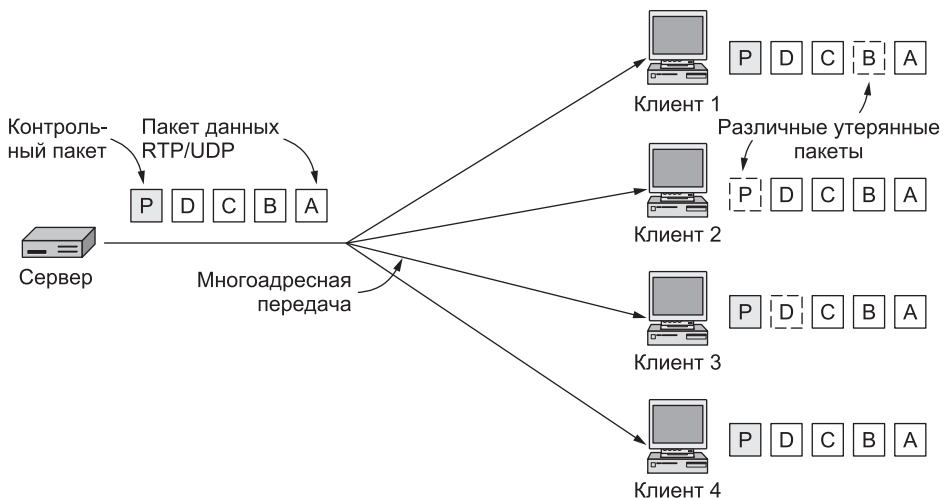 P D C B A
Клиент 1
Различные утерянные
пакеты
Контроль-
ный пакет
Пакет данных
RTP/UDP
P D C B A
Сервер
Многоадресная
передача
P D C B A
Клиент 2
P D C B A
Клиент 3
P D C B A
Клиент 4